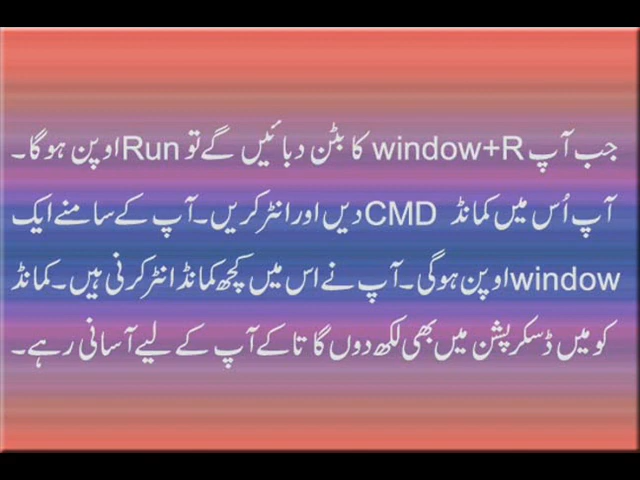 جب آپ window+R کا بٹن دبائیں گے تو Run اوپن ہوگا۔
آپ اُس میں کمانڈ CMD دیں اور انٹر کریں۔ آپ کے سامنے ایک
window اوپن ہوگی۔ آپ نے اس میں کچھ کمانڈ انٹر کرنی ہیں۔ کمانڈ
کو میں ڈسکرپشن میں بھی لکھ دوں گا تاکے آپ کے لیے آسانی رہے۔